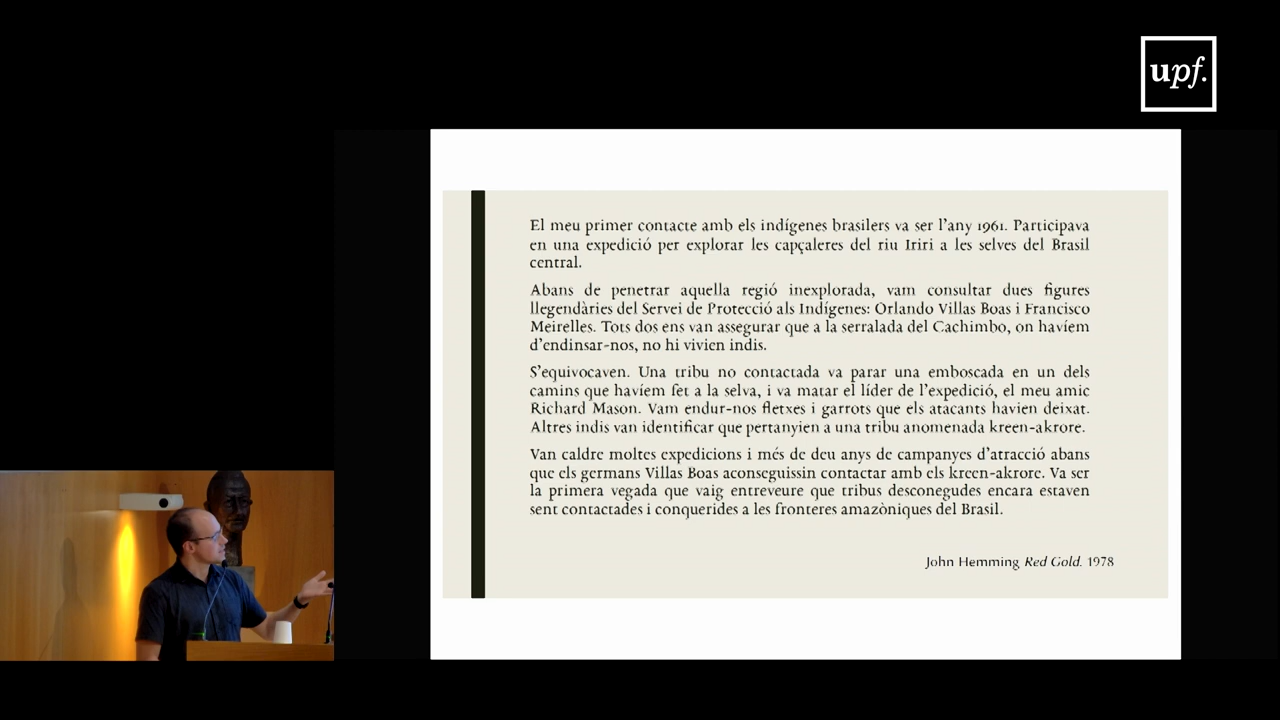 upf.
El meu primer contacte amb els indígenes brasilers va ser l'any 1961. Participava
en una expedició per explorar les capçaleres del riu Iriri a les selves del Brasil
central.
Abans de penetrar aquella regió inexplorada, vam consultar dues figures
llegendàries del Servei de Protecció als Indígenes: Orlando Villas Boas i Francisco
Meirelles. Tots dos ens van assegurar que a la serralada del Cachimbo, on havíem
d'endinsar-nos, no hi vivien indis.
S'equivocaven. Una tribu no contactada va parar una emboscada en un dels
camins que havíem fet a la selva, i va matar el líder de l'expedició, el meu amic
Richard Mason. Vam endur-nos fletxes i garrots que els atacants havien deixat.
Altres indis van identificar que pertanyien a una tribu anomenada kreen-akrore.
Van caldre moltes expedicions i més de deu anys de campanyes d'atracció abans
que els germans Villas Boas aconseguissin contactar amb els kreen-akrore. Va ser
la primera vegada que vaig entreveure que tribus desconegudes encara estaven
sent contactades i conquerides a les fronteres amazòniques del Brasil.
John Hemming Red Gold. 1978